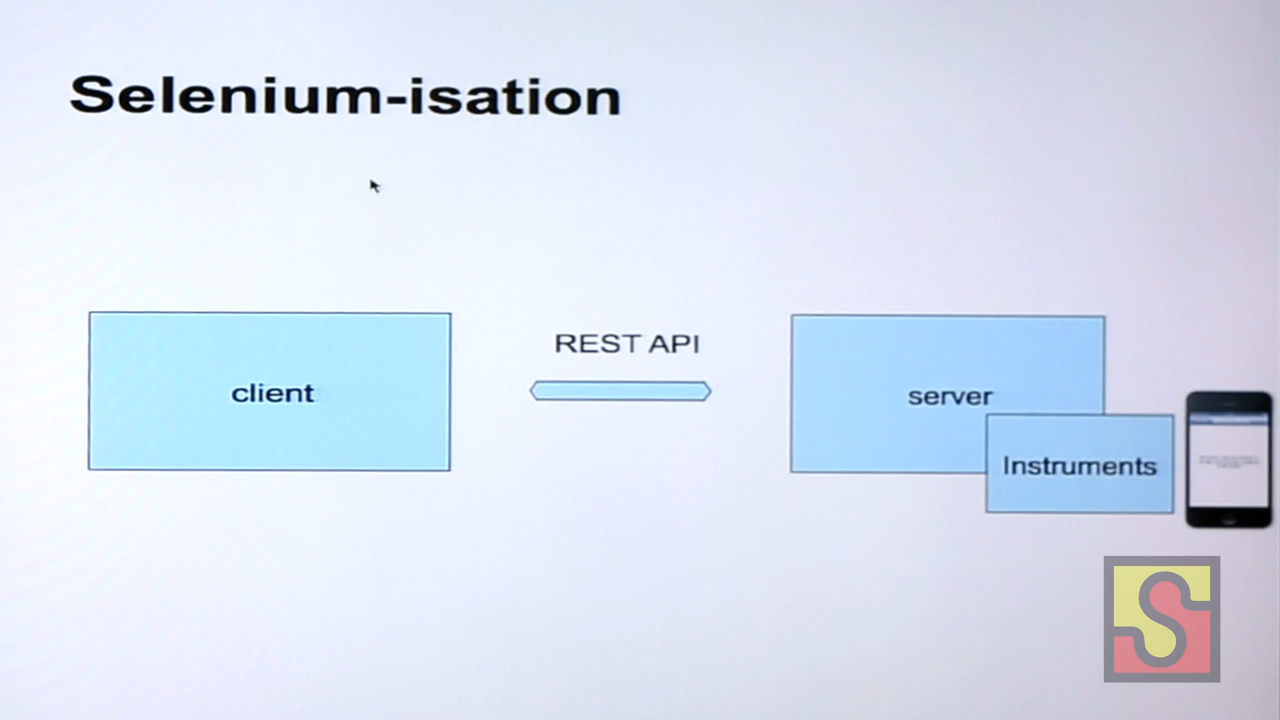 Selenium-isation
REST API
client
server
Instruments
S